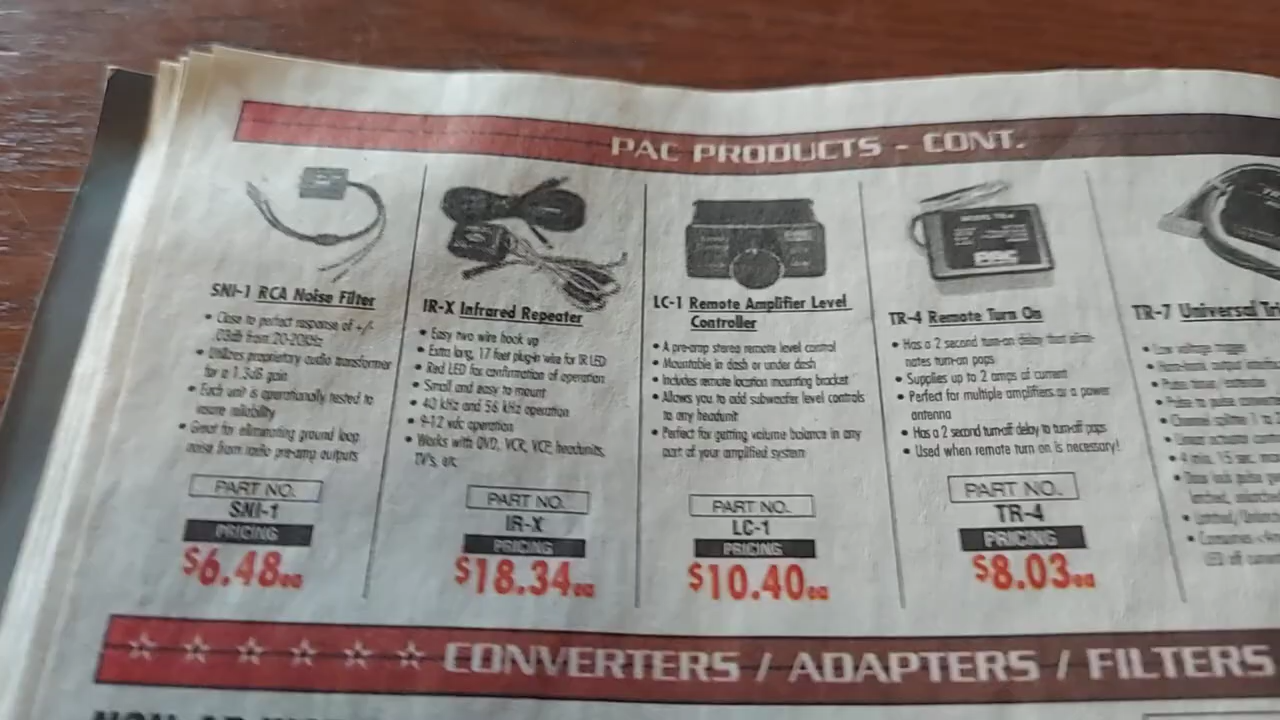 PAC PRODUCTS - CONT.
SNI-1 RCA Noise Filter
• Close to perfect response of +/-
.03dB from 20-20KHz
• Utilizes proprietary audio transformer
for a 1.3dB gain
• Each unit is operationally tested to
insure reliability
• Great for eliminating ground loop
noise from radio pre-amp outputs
PART NO.
SNI-1
PRICING
$6.48ea
IR-X Infrared Repeater
• Easy two wire hook up
• Extra long, 17 feet plug-in wire for IR LED
• Red LED for confirmation of operation
• Small and easy to mount
• 40 kHz and 56 kHz operation
• 9-12 vdc operation
• Works with DVD, VCR, VCP, headunits,
TV's, etc
PART NO.
IR-X
PRICING
$18.34ea
LC-1 Remote Amplifier Level
Controller
• A pre-amp stereo remote level control
• Mountable in dash or under dash
• Includes remote location mounting bracket
• Allows you to add subwoofer level controls
to any headunit
• Perfect for getting volume balance in any
part of your amplified system
PART NO.
LC-1
PRICING
$10.40ea
PAC
TR-4 Remote Turn On
• Has a 2 second turn-on delay that elimi-
nates turn-on pops
• Supplies up to 2 amps of current
• Perfect for multiple amplifiers or a power
antenna
• Has a 2 second turn-off delay to turn-off pops
• Used when remote turn on is necessary!
PART NO.
TR-4
PRICING
$8.03ea
TR-7 Universal
• Low voltage trigger
CONVERTERS / ADAPTERS / FILTERS